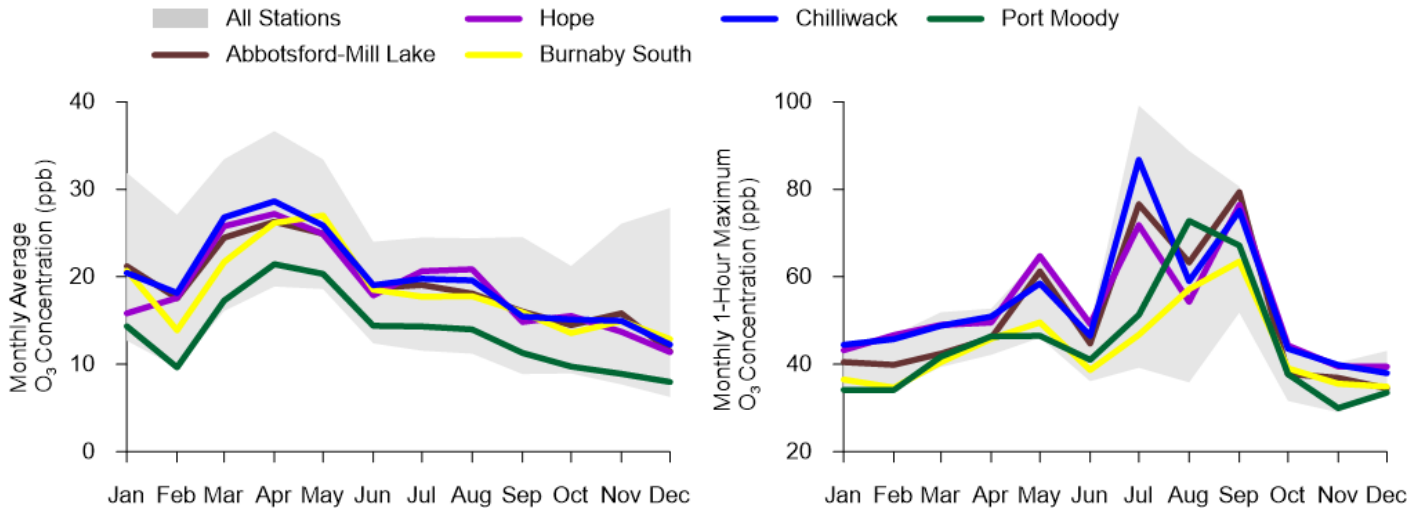 All Stations Hope Chilliwack Port Moody
Abbotsford-Mill Lake Burnaby South
Monthly Average
O₃ Concentration (ppb)
40
30
20
10
0
Jan Feb Mar Apr May Jun Jul Aug Sep Oct Nov Dec
Monthly 1-Hour Maximum
O₃ Concentration (ppb)
100
80
60
40
20
Jan Feb Mar Apr May Jun Jul Aug Sep Oct Nov Dec